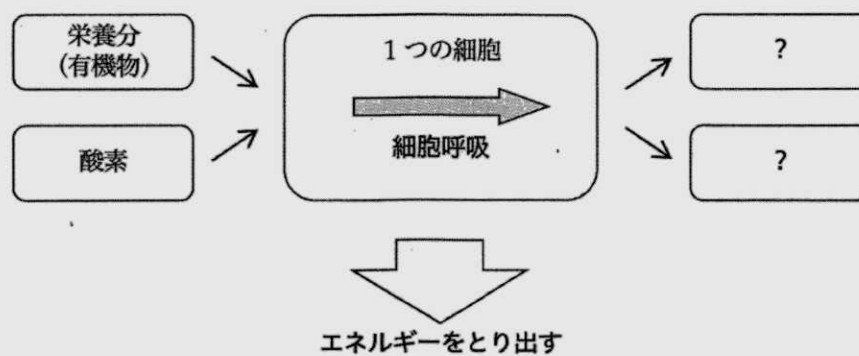 栄養分
(有機物)
酸素
1つの細胞
細胞呼吸
?
?
エネルギーをとり出す